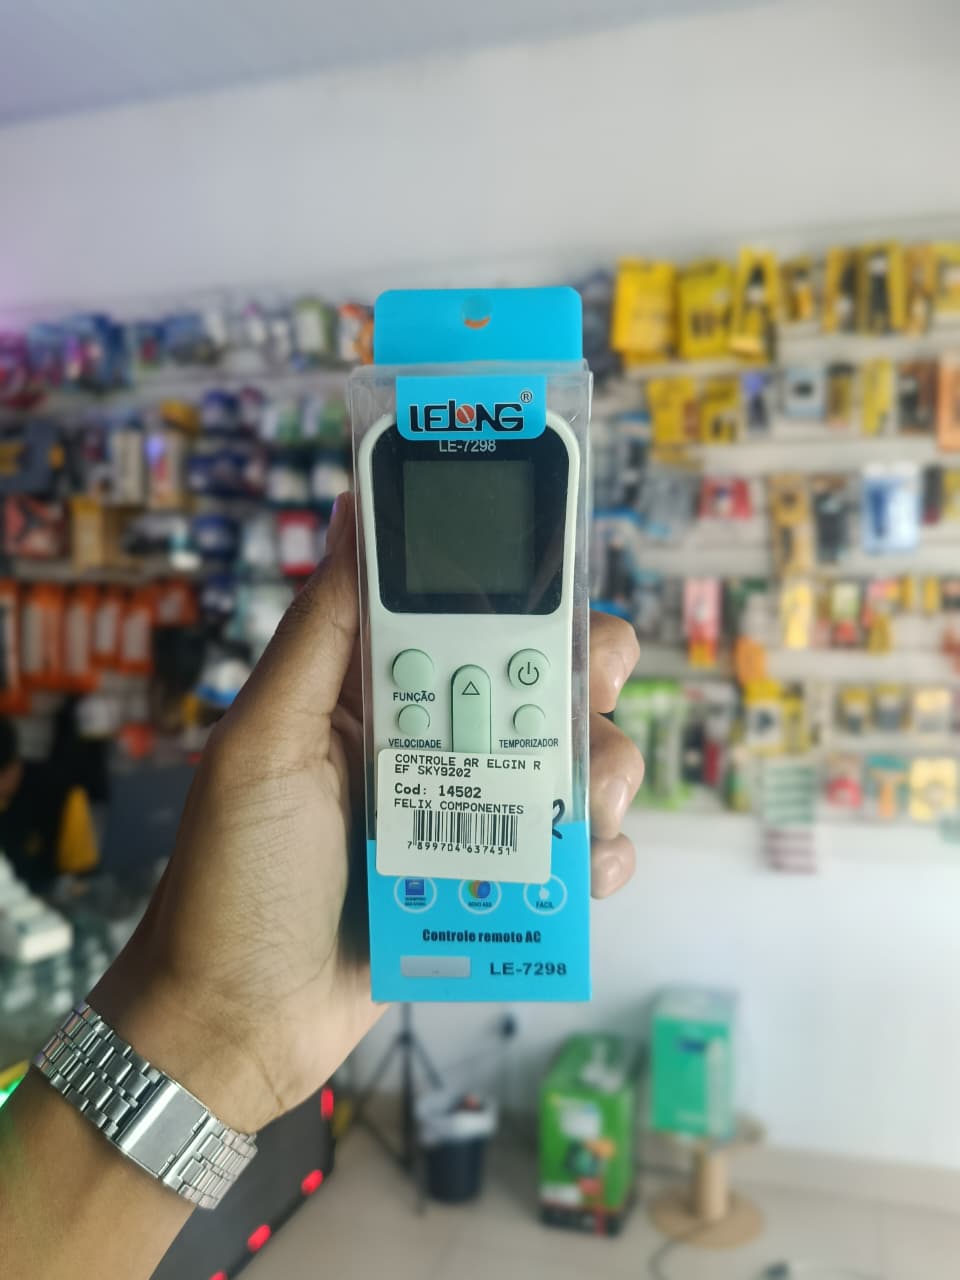 LELONG®
LE-7298
FUNÇÃO
VELOCIDADE
TEMPORIZADOR
CONTROLE AR ELGIN R
EF SKY9202
Cod: 14502
FELIX COMPONENTES
7899704637451
FÁCIL
Controle remoto AC
LE-7298